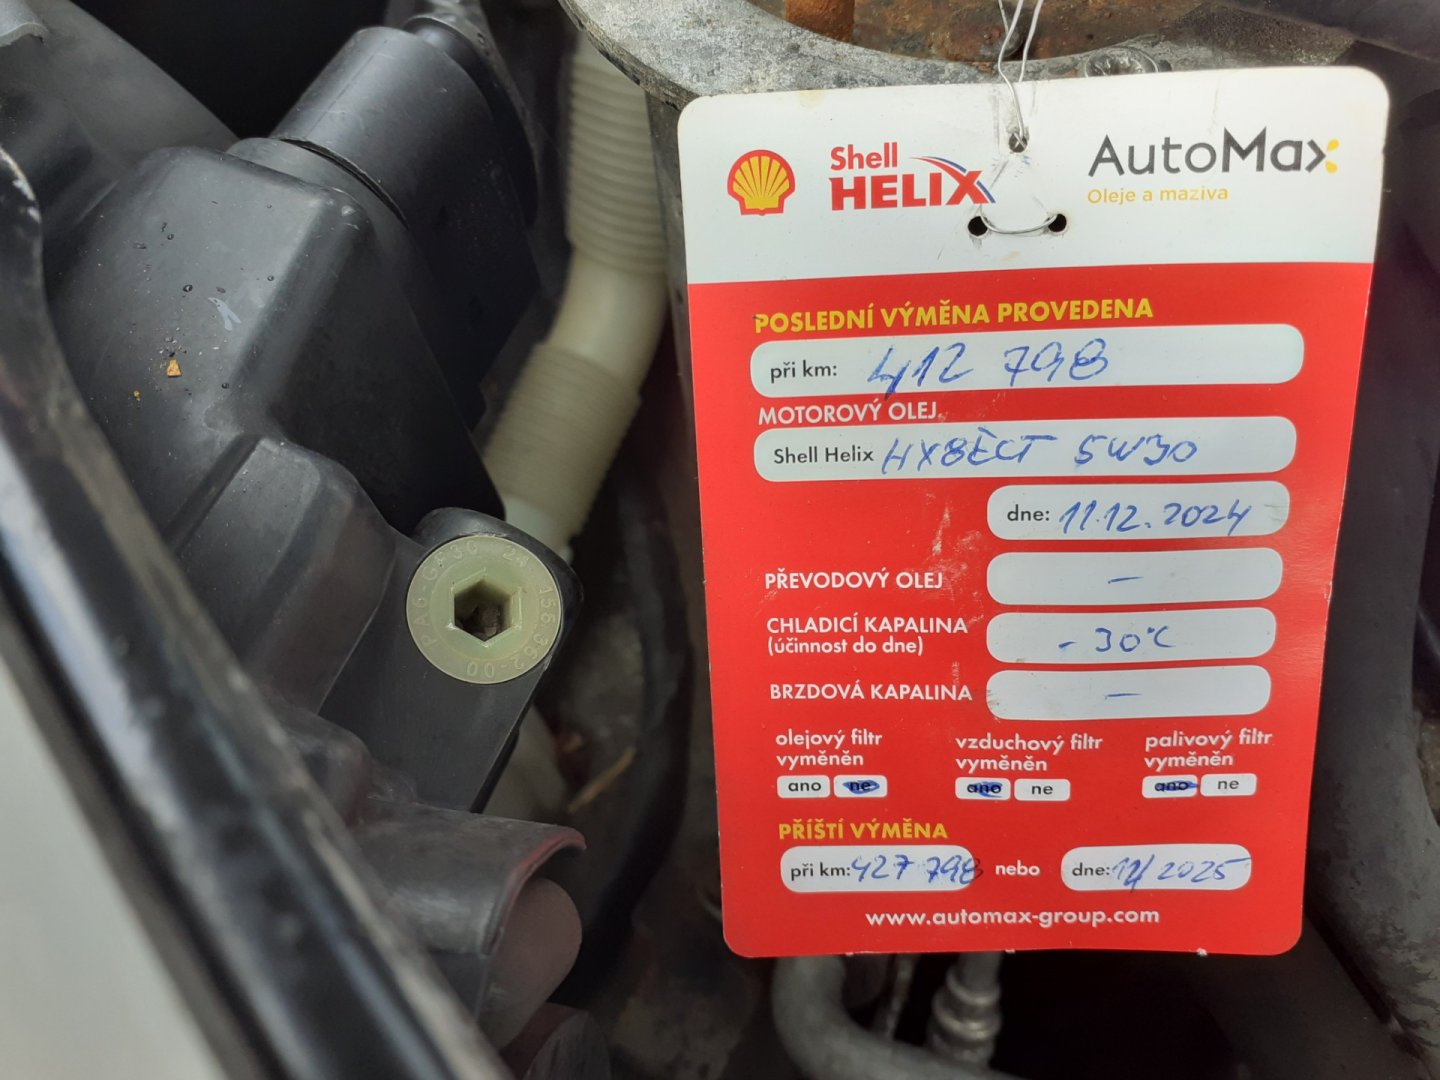 Shell
HELIX
AutoMax
Oleje a maziva
POSLEDNÍ VÝMĚNA PROVEDENA
při km: 412 798
MOTOROVÝ OLEJ
Shell Helix HX8ECT 5W30
dne: 11.12.2024
PŘEVODOVÝ OLEJ –
CHLADICÍ KAPALINA
(účinnost do dne) -30°C
BRZDOVÁ KAPALINA –
olejový filtr
vyměněn
ano ne
vzduchový filtr
vyměněn
ano ne
palivový filtr
vyměněn
ano ne
PŘÍŠTÍ VÝMĚNA
při km: 427 798 nebo dne: 12/2025
www.automax-group.com